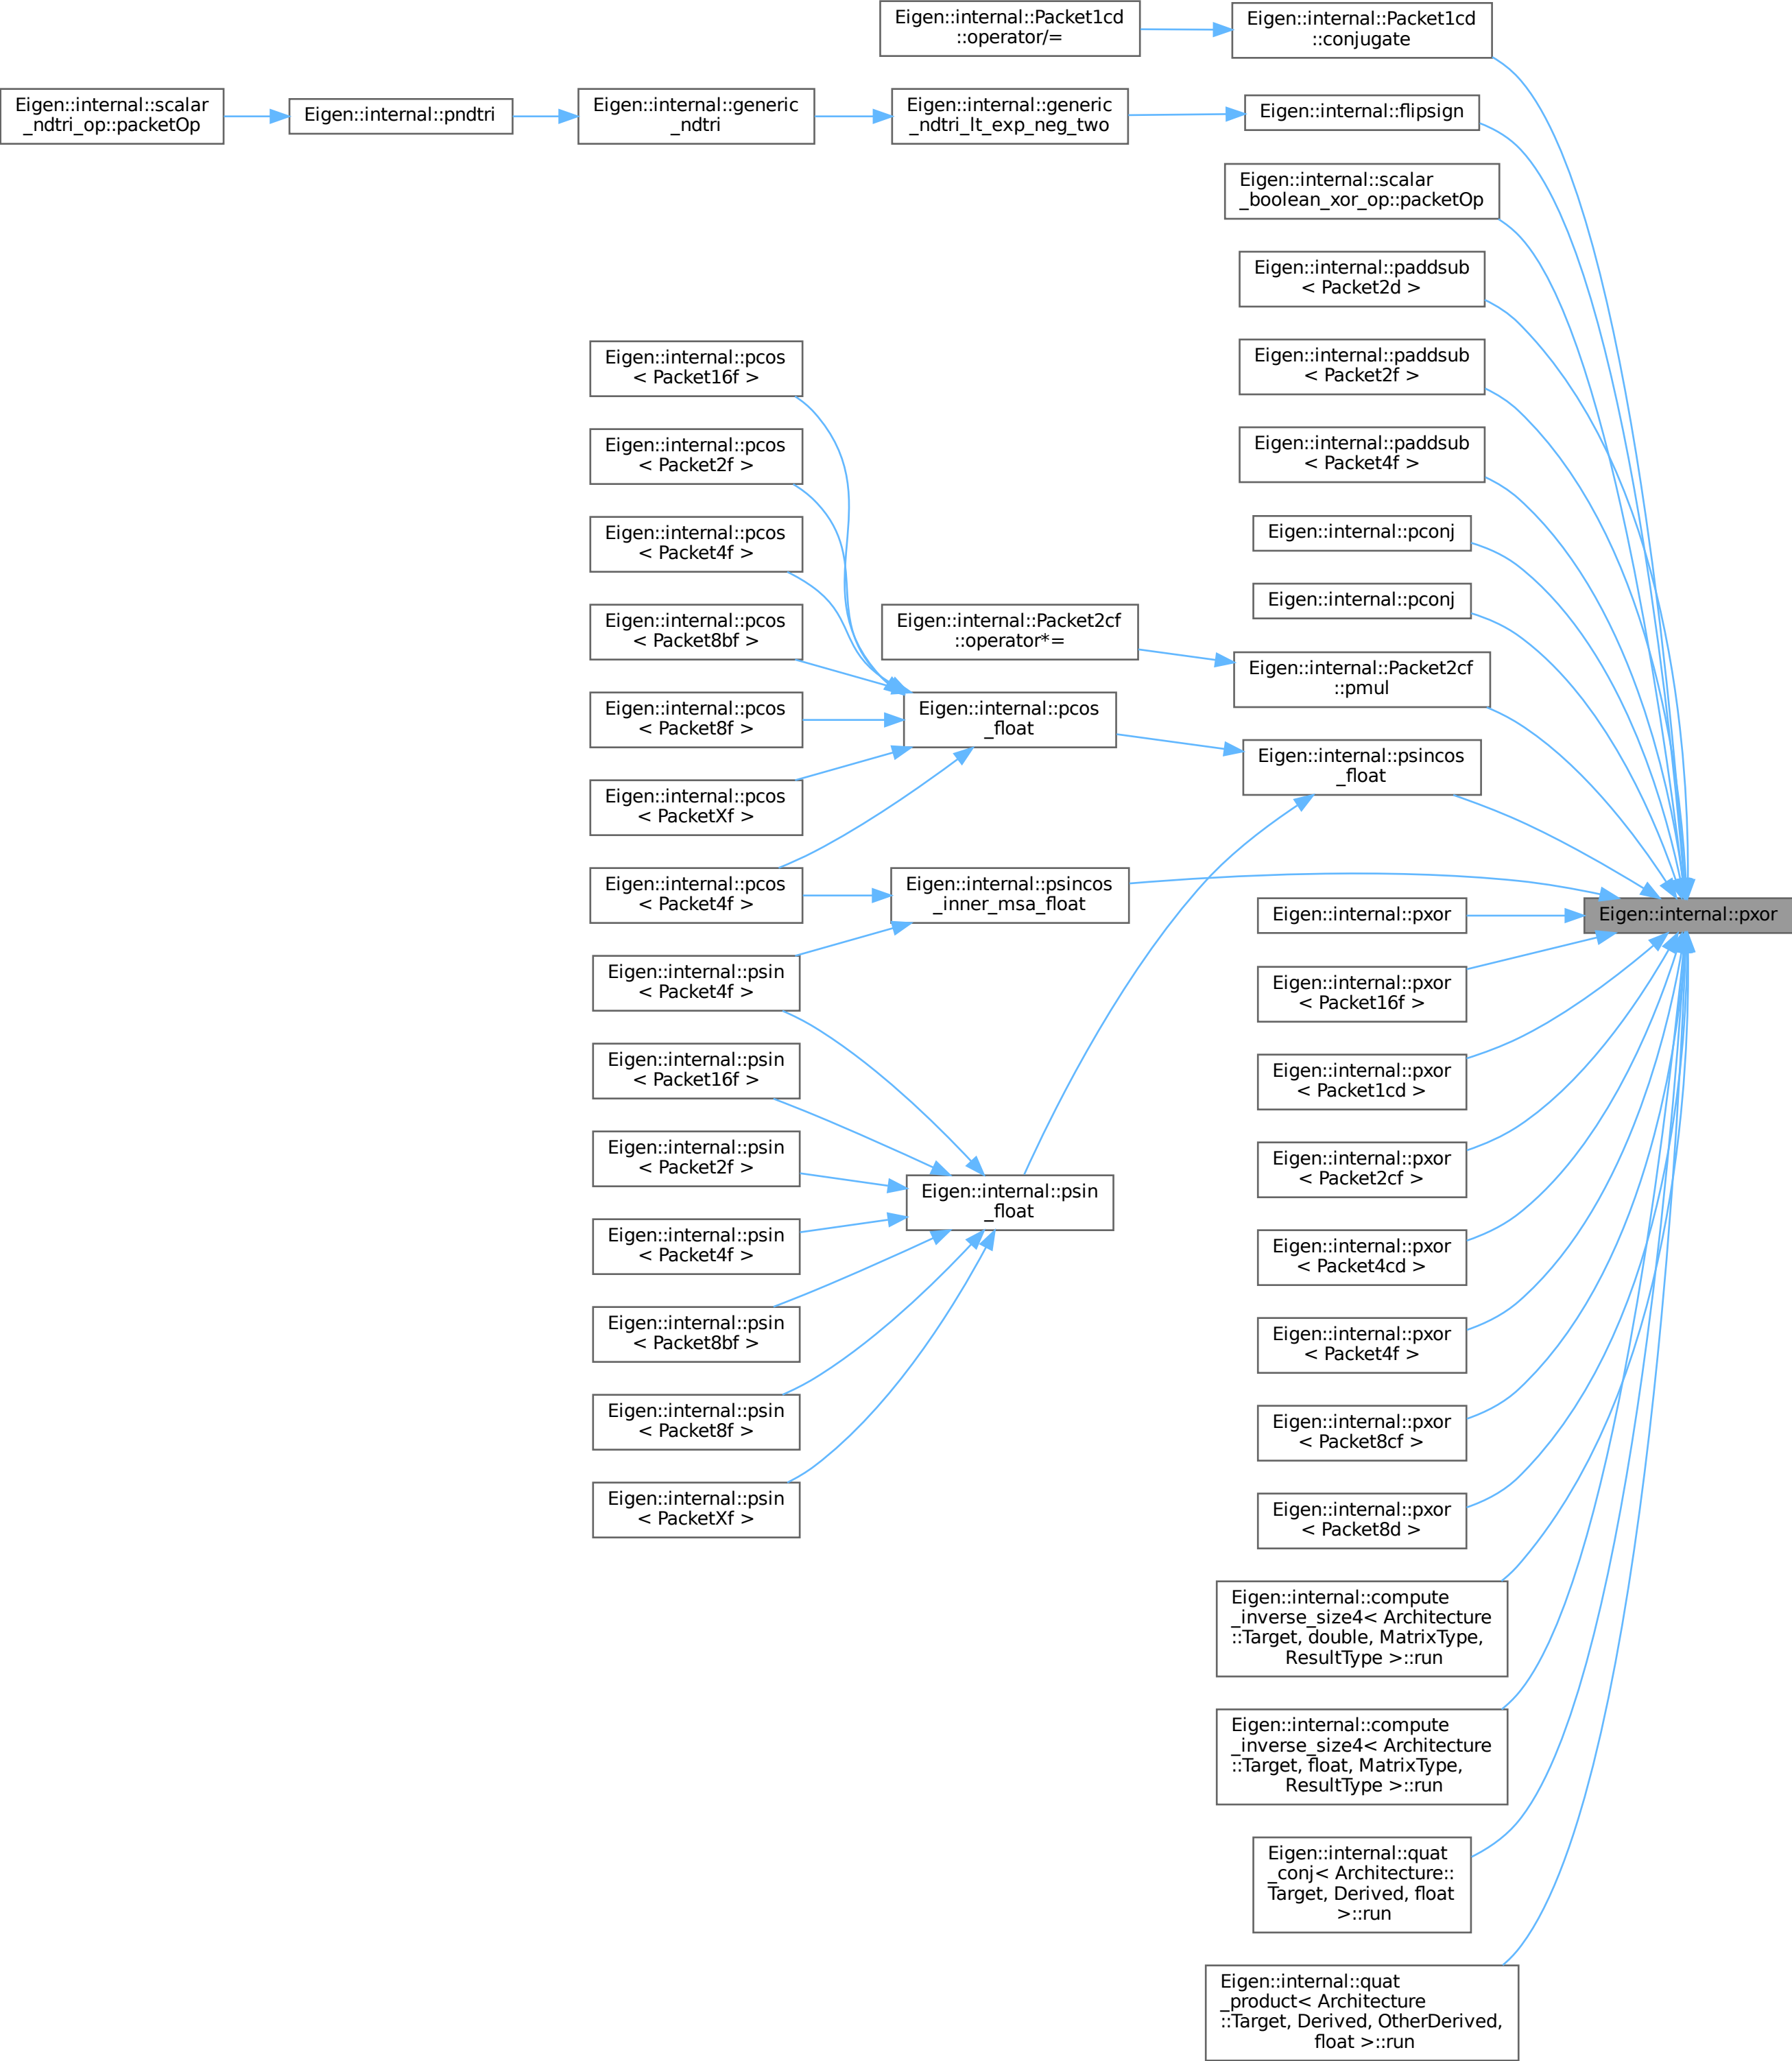 Eigen::internal::Packet1cd
::operator/=
Eigen::internal::Packet1cd
::conjugate
Eigen::internal::scalar
_ndtri_op::packetOp
Eigen::internal::pndtri
Eigen::internal::generic
_ndtri
Eigen::internal::generic
_ndtri_lt_exp_neg_two
Eigen::internal::flipsign
Eigen::internal::scalar
_boolean_xor_op::packetOp
Eigen::internal::paddsub
< Packet2d >
Eigen::internal::paddsub
< Packet2f >
Eigen::internal::paddsub
< Packet4f >
Eigen::internal::pconj
Eigen::internal::pconj
Eigen::internal::pcos
< Packet16f >
Eigen::internal::pcos
< Packet2f >
Eigen::internal::pcos
< Packet4f >
Eigen::internal::pcos
< Packet8bf >
Eigen::internal::pcos
< Packet8f >
Eigen::internal::pcos
< PacketXf >
Eigen::internal::pcos
< Packet4f >
Eigen::internal::Packet2cf
::operator*=
Eigen::internal::Packet2cf
::pmul
Eigen::internal::pcos
_float
Eigen::internal::psincos
_float
Eigen::internal::psincos
_inner_msa_float
Eigen::internal::pxor
Eigen::internal::psin
< Packet4f >
Eigen::internal::psin
< Packet16f >
Eigen::internal::psin
< Packet2f >
Eigen::internal::psin
< Packet4f >
Eigen::internal::psin
< Packet8bf >
Eigen::internal::psin
< Packet8f >
Eigen::internal::psin
< PacketXf >
Eigen::internal::psin
_float
Eigen::internal::pxor
Eigen::internal::pxor
< Packet16f >
Eigen::internal::pxor
< Packet1cd >
Eigen::internal::pxor
< Packet2cf >
Eigen::internal::pxor
< Packet4cd >
Eigen::internal::pxor
< Packet4f >
Eigen::internal::pxor
< Packet8cf >
Eigen::internal::pxor
< Packet8d >
Eigen::internal::compute
_inverse_size4< Architecture
::Target, double, MatrixType,
ResultType >::run
Eigen::internal::compute
_inverse_size4< Architecture
::Target, float, MatrixType,
ResultType >::run
Eigen::internal::quat
_conj< Architecture::
Target, Derived, float
>::run
Eigen::internal::quat
_product< Architecture
::Target, Derived, OtherDerived,
float >::run